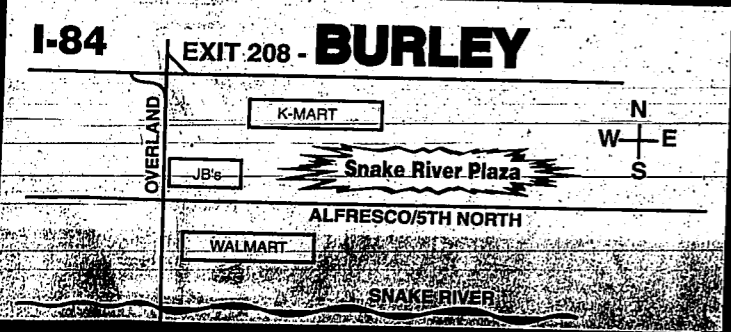 I-84
EXIT 208 - BURLEY
K-MART
OVERLAND
N
W E
S
JB's
Snake River Plaza
ALFRESCO/5TH NORTH
WALMART
SNAKE RIVER